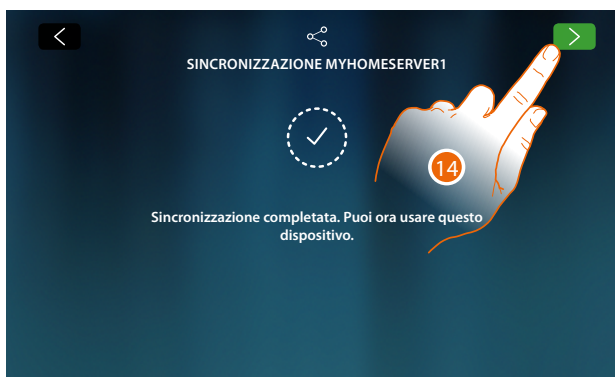 SINCRONIZZAZIONE MYHOMESERVER1
14
Sincronizzazione completata. Puoi ora usare questo
dispositivo.